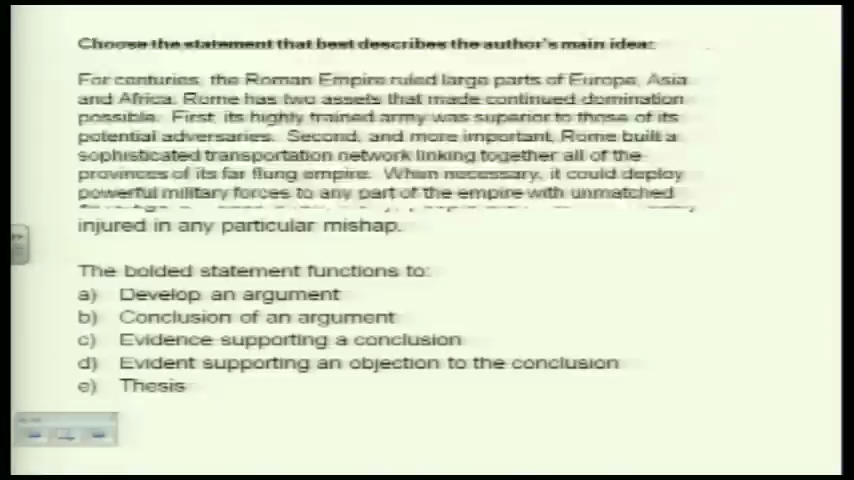 Choose the statement that best describes the author's main idea:
For centuries, the Roman Empire ruled large parts of Europe, Asia
and Africa. Rome has two assets that made continued domination
possible. First, its highly trained army was superior to those of its
potential adversaries. Second, and more important, Rome built a
sophisticated transportation network linking together all of the
provinces of its far flung empire. When necessary, it could deploy
powerful military forces to any part of the empire with unmatched
injured in any particular mishap.
The bolded statement functions to:
a) Develop an argument
b) Conclusion of an argument
c) Evidence supporting a conclusion
d) Evident supporting an objection to the conclusion
e) Thesis